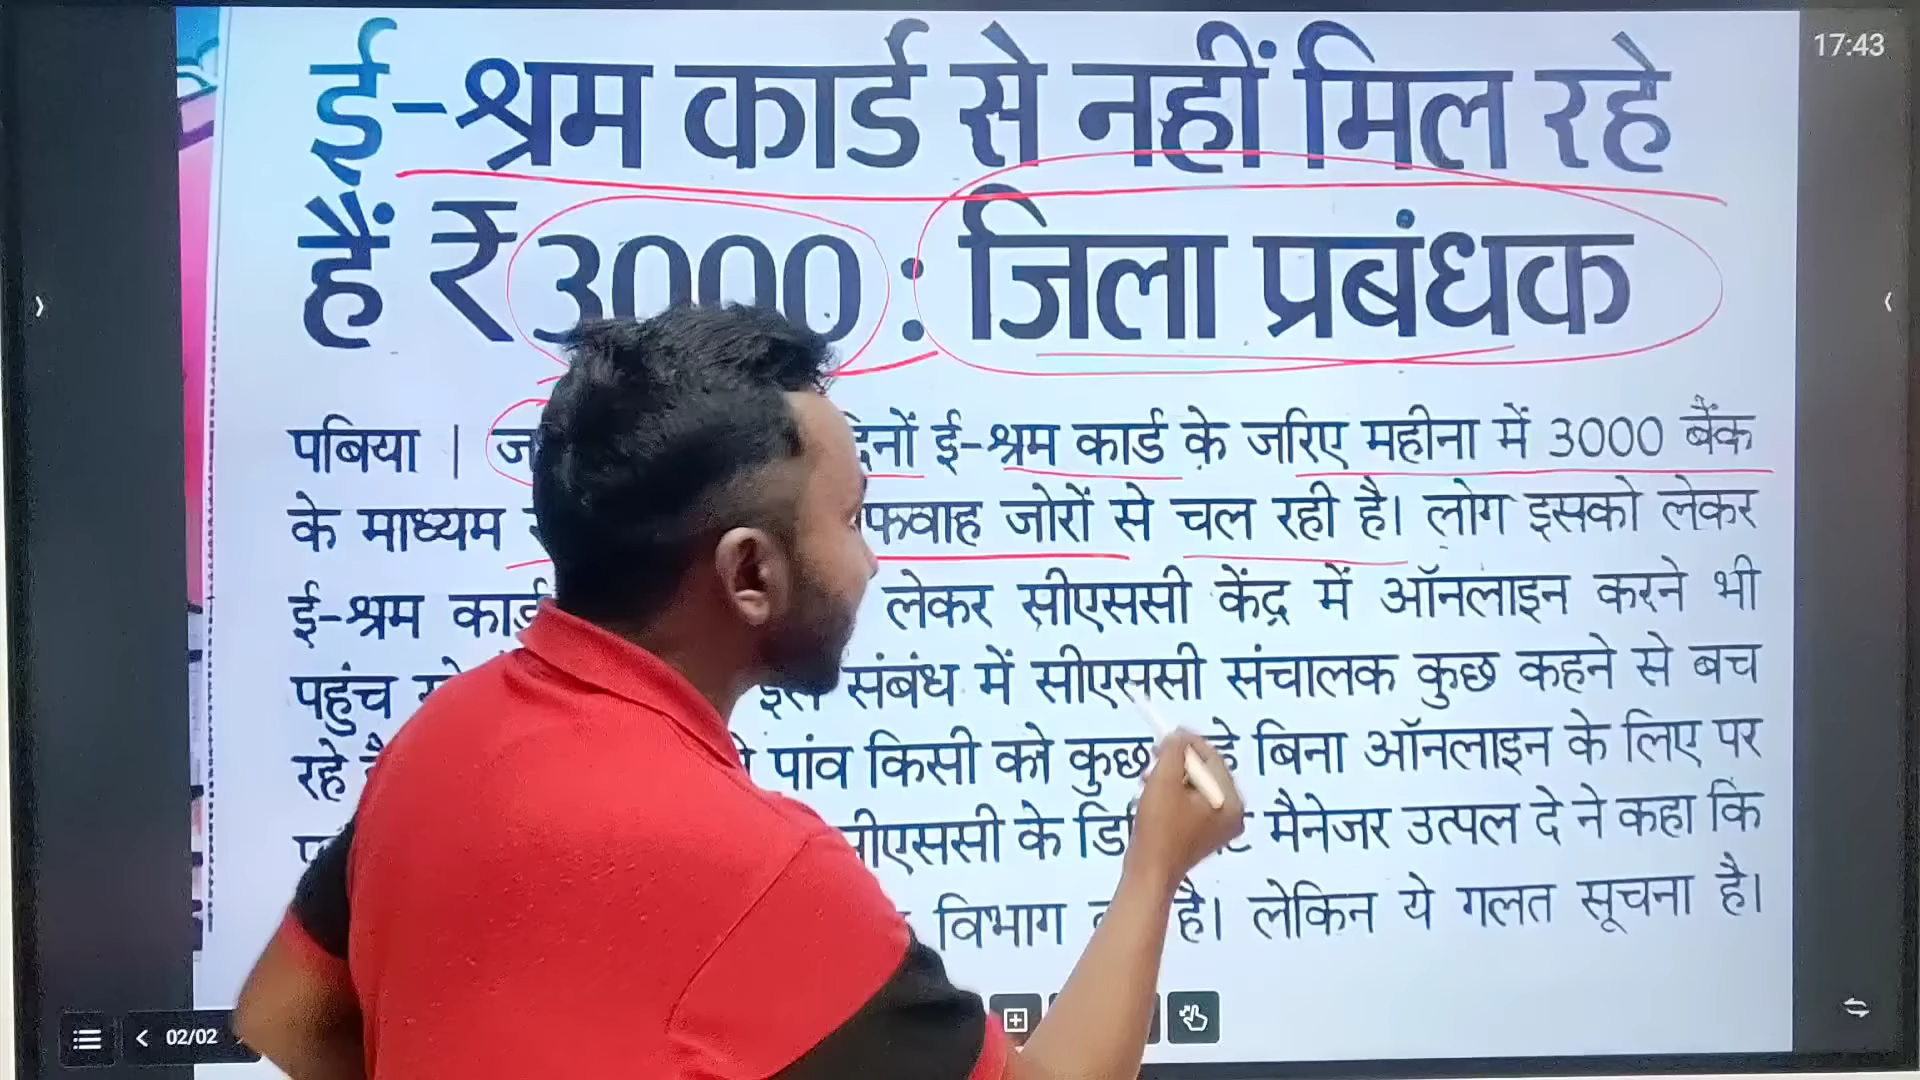 17:43
ई-श्रम कार्ड से नहीं मिल रहे
हैं ₹3000 : जिला प्रबंधक
पबिया | ई-श्रम कार्ड के जरिए महीना में 3000 बैंक
के माध्यम जोरों से चल रही है। लोग इसको लेकर
ई-श्रम कार्ड लेकर सीएससी केंद्र में ऑनलाइन करने भी
पहुंच संबंध में सीएससी संचालक कुछ कहने से बच
रहे पांव किसी को कुछ बिना ऑनलाइन के लिए पर
सीएससी के मैनेजर उत्पल दे ने कहा कि
विभाग है। लेकिन ये गलत सूचना है।
02/02